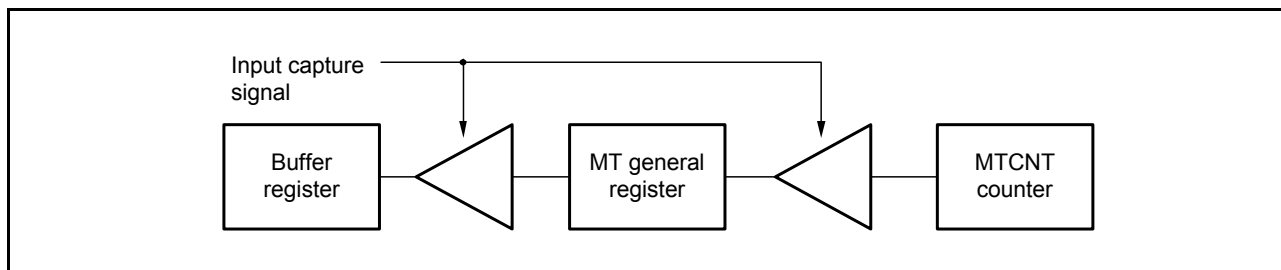 Input capture
signal
Buffer
register
MT general
register
MTCNT
counter